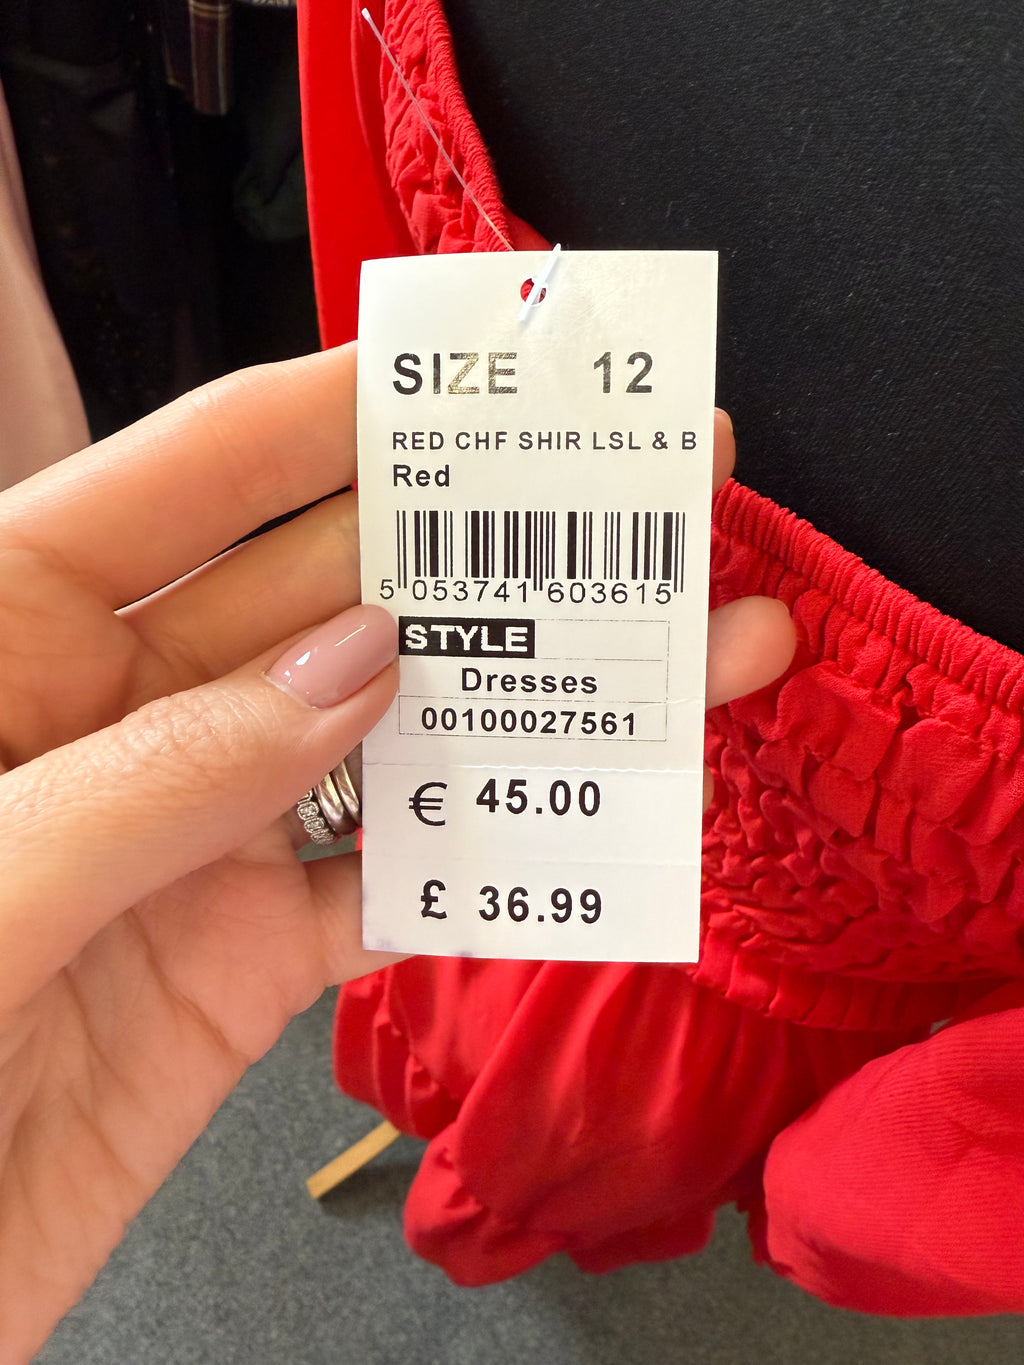 SIZE 12
RED CHF SHIR LSL & B
Red
5 053741 603615
STYLE
Dresses
00100027561
€ 45.00
£ 36.99